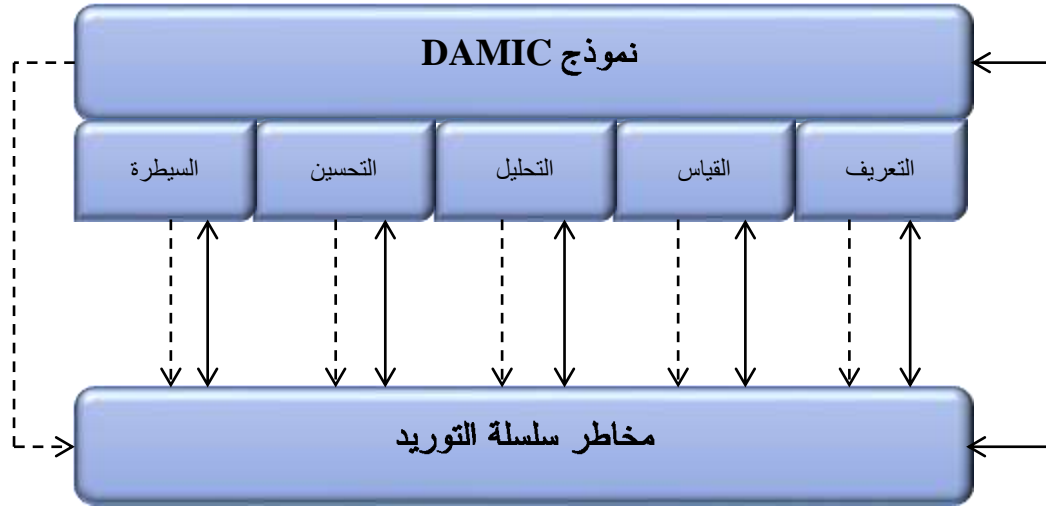 نموذج DAMIC
التعريف
القياس
التحليل
التحسين
السيطرة
مخاطر سلسلة التوريد